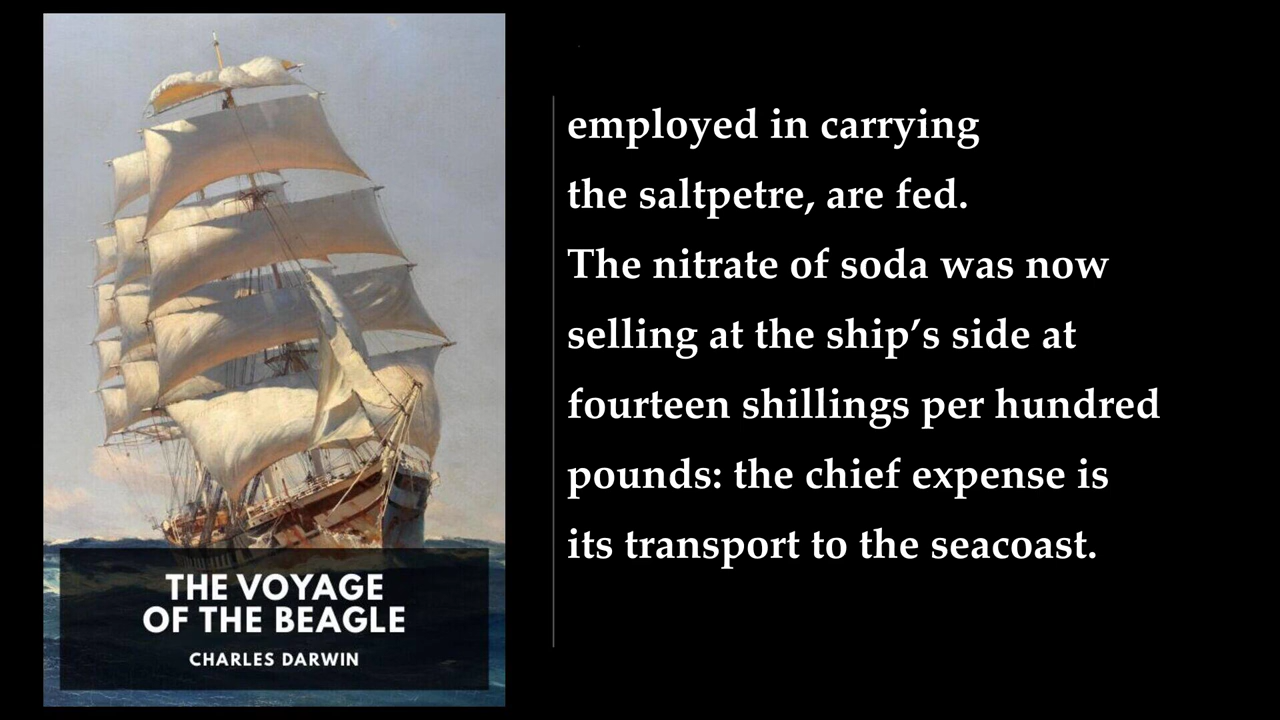 THE VOYAGE
OF THE BEAGLE
CHARLES DARWIN
employed in carrying
the saltpetre, are fed.
The nitrate of soda was now
selling at the ship’s side at
fourteen shillings per hundred
pounds: the chief expense is
its transport to the seacoast.